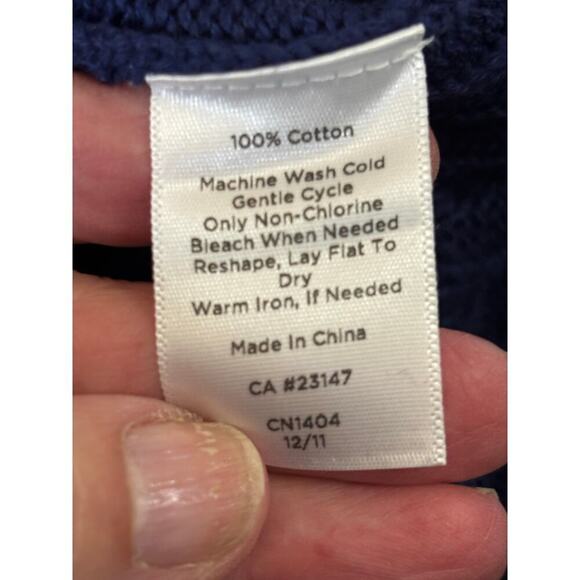 100% Cotton
Machine Wash Cold
Gentle Cycle
Only Non-Chlorine
Bleach When Needed
Reshape, Lay Flat To
Dry
Warm Iron, If Needed
Made In China
CA #23147
CN1404
12/11